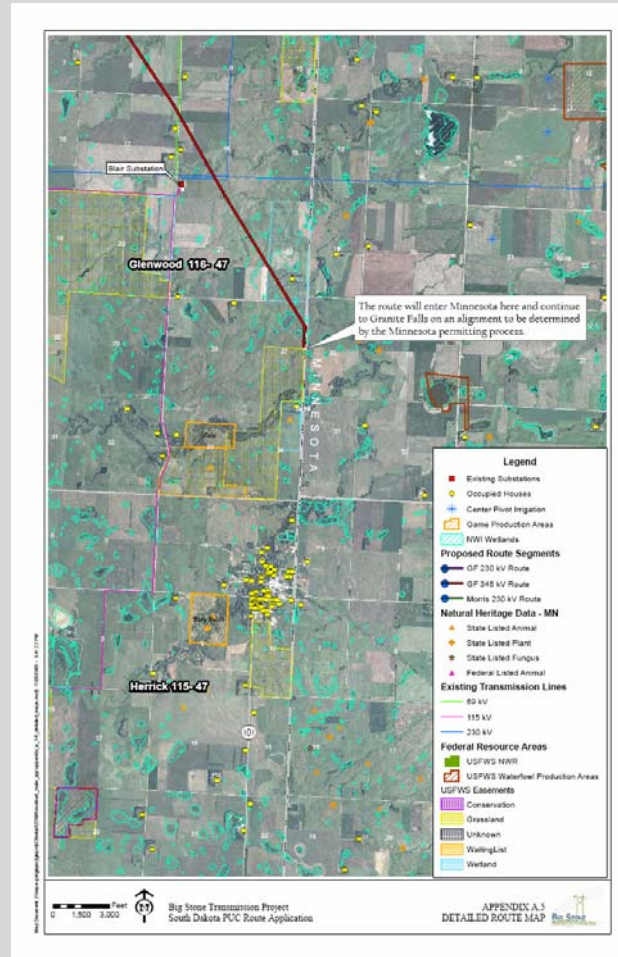 Blair Substation
Glenwood 116- 47
The route will enter Minnesota here and continue
to Granite Falls on an alignment to be determined
by the Minnesota permitting process.
MINNESOTA
Herrick 115- 47
101
Legend
Existing Substations
Occupied Houses
Center Pivot Irrigation
Game Production Areas
NWI Wetlands
Proposed Route Segments
GF 230 kV Route
GF 345 kV Route
Morris 230 kV Route
Natural Heritage Data - MN
State Listed Animal
State Listed Plant
State Listed Fungus
Federal Listed Animal
Existing Transmission Lines
69 kV
115 kV
230 kV
Federal Resource Areas
USFWS NWR
USFWS Waterfowl Production Areas
USFWS Easements
Conservation
Grassland
Unknown
WaitingList
Wetland
Feet
0 1,500 3,000
Big Stone Transmission Project
South Dakota PUC Route Application
APPENDIX A.5
DETAILED ROUTE MAP
Big Stone